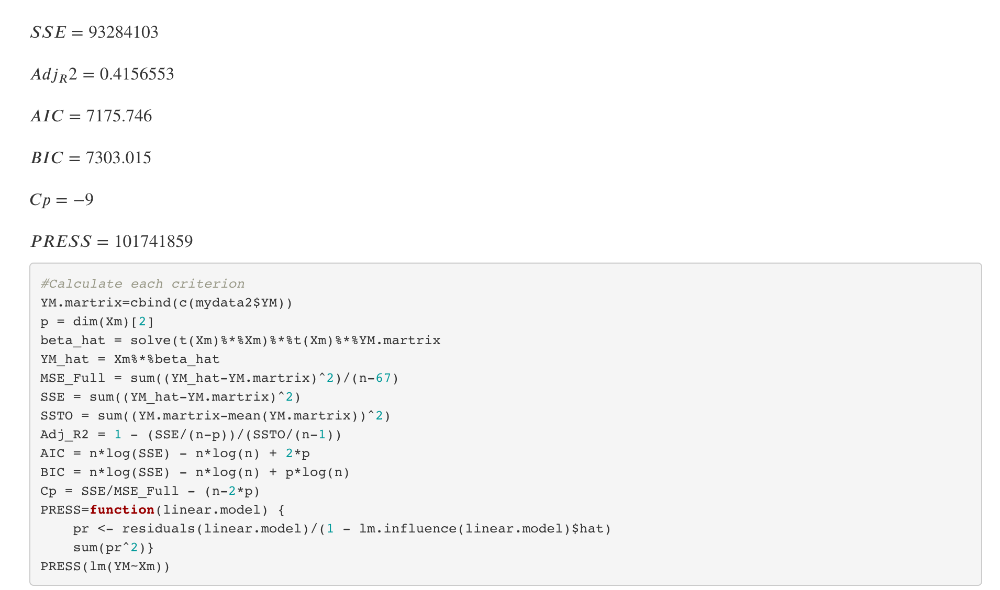 SSE = 93284103
Adj_R2 = 0.4156553
AIC = 7175.746
BIC = 7303.015
Cp = −9
PRESS = 101741859
#Calculate each criterion
YM.martrix=cbind(c(mydata2$YM))
p = dim(Xm)[2]
beta_hat = solve(t(Xm)%*%Xm)%*%t(Xm)%*%YM.martrix
YM_hat = Xm%*%beta_hat
MSE_Full = sum((YM_hat-YM.martrix)^2)/(n-67)
SSE = sum((YM_hat-YM.martrix)^2)
SSTO = sum((YM.martrix-mean(YM.martrix))^2)
Adj_R2 = 1 - (SSE/(n-p))/(SSTO/(n-1))
AIC = n*log(SSE) - n*log(n) + 2*p
BIC = n*log(SSE) - n*log(n) + p*log(n)
Cp = SSE/MSE_Full - (n-2*p)
PRESS=function(linear.model) {
    pr <- residuals(linear.model)/(1 - lm.influence(linear.model)$hat)
    sum(pr^2)}
PRESS(lm(YM~Xm))